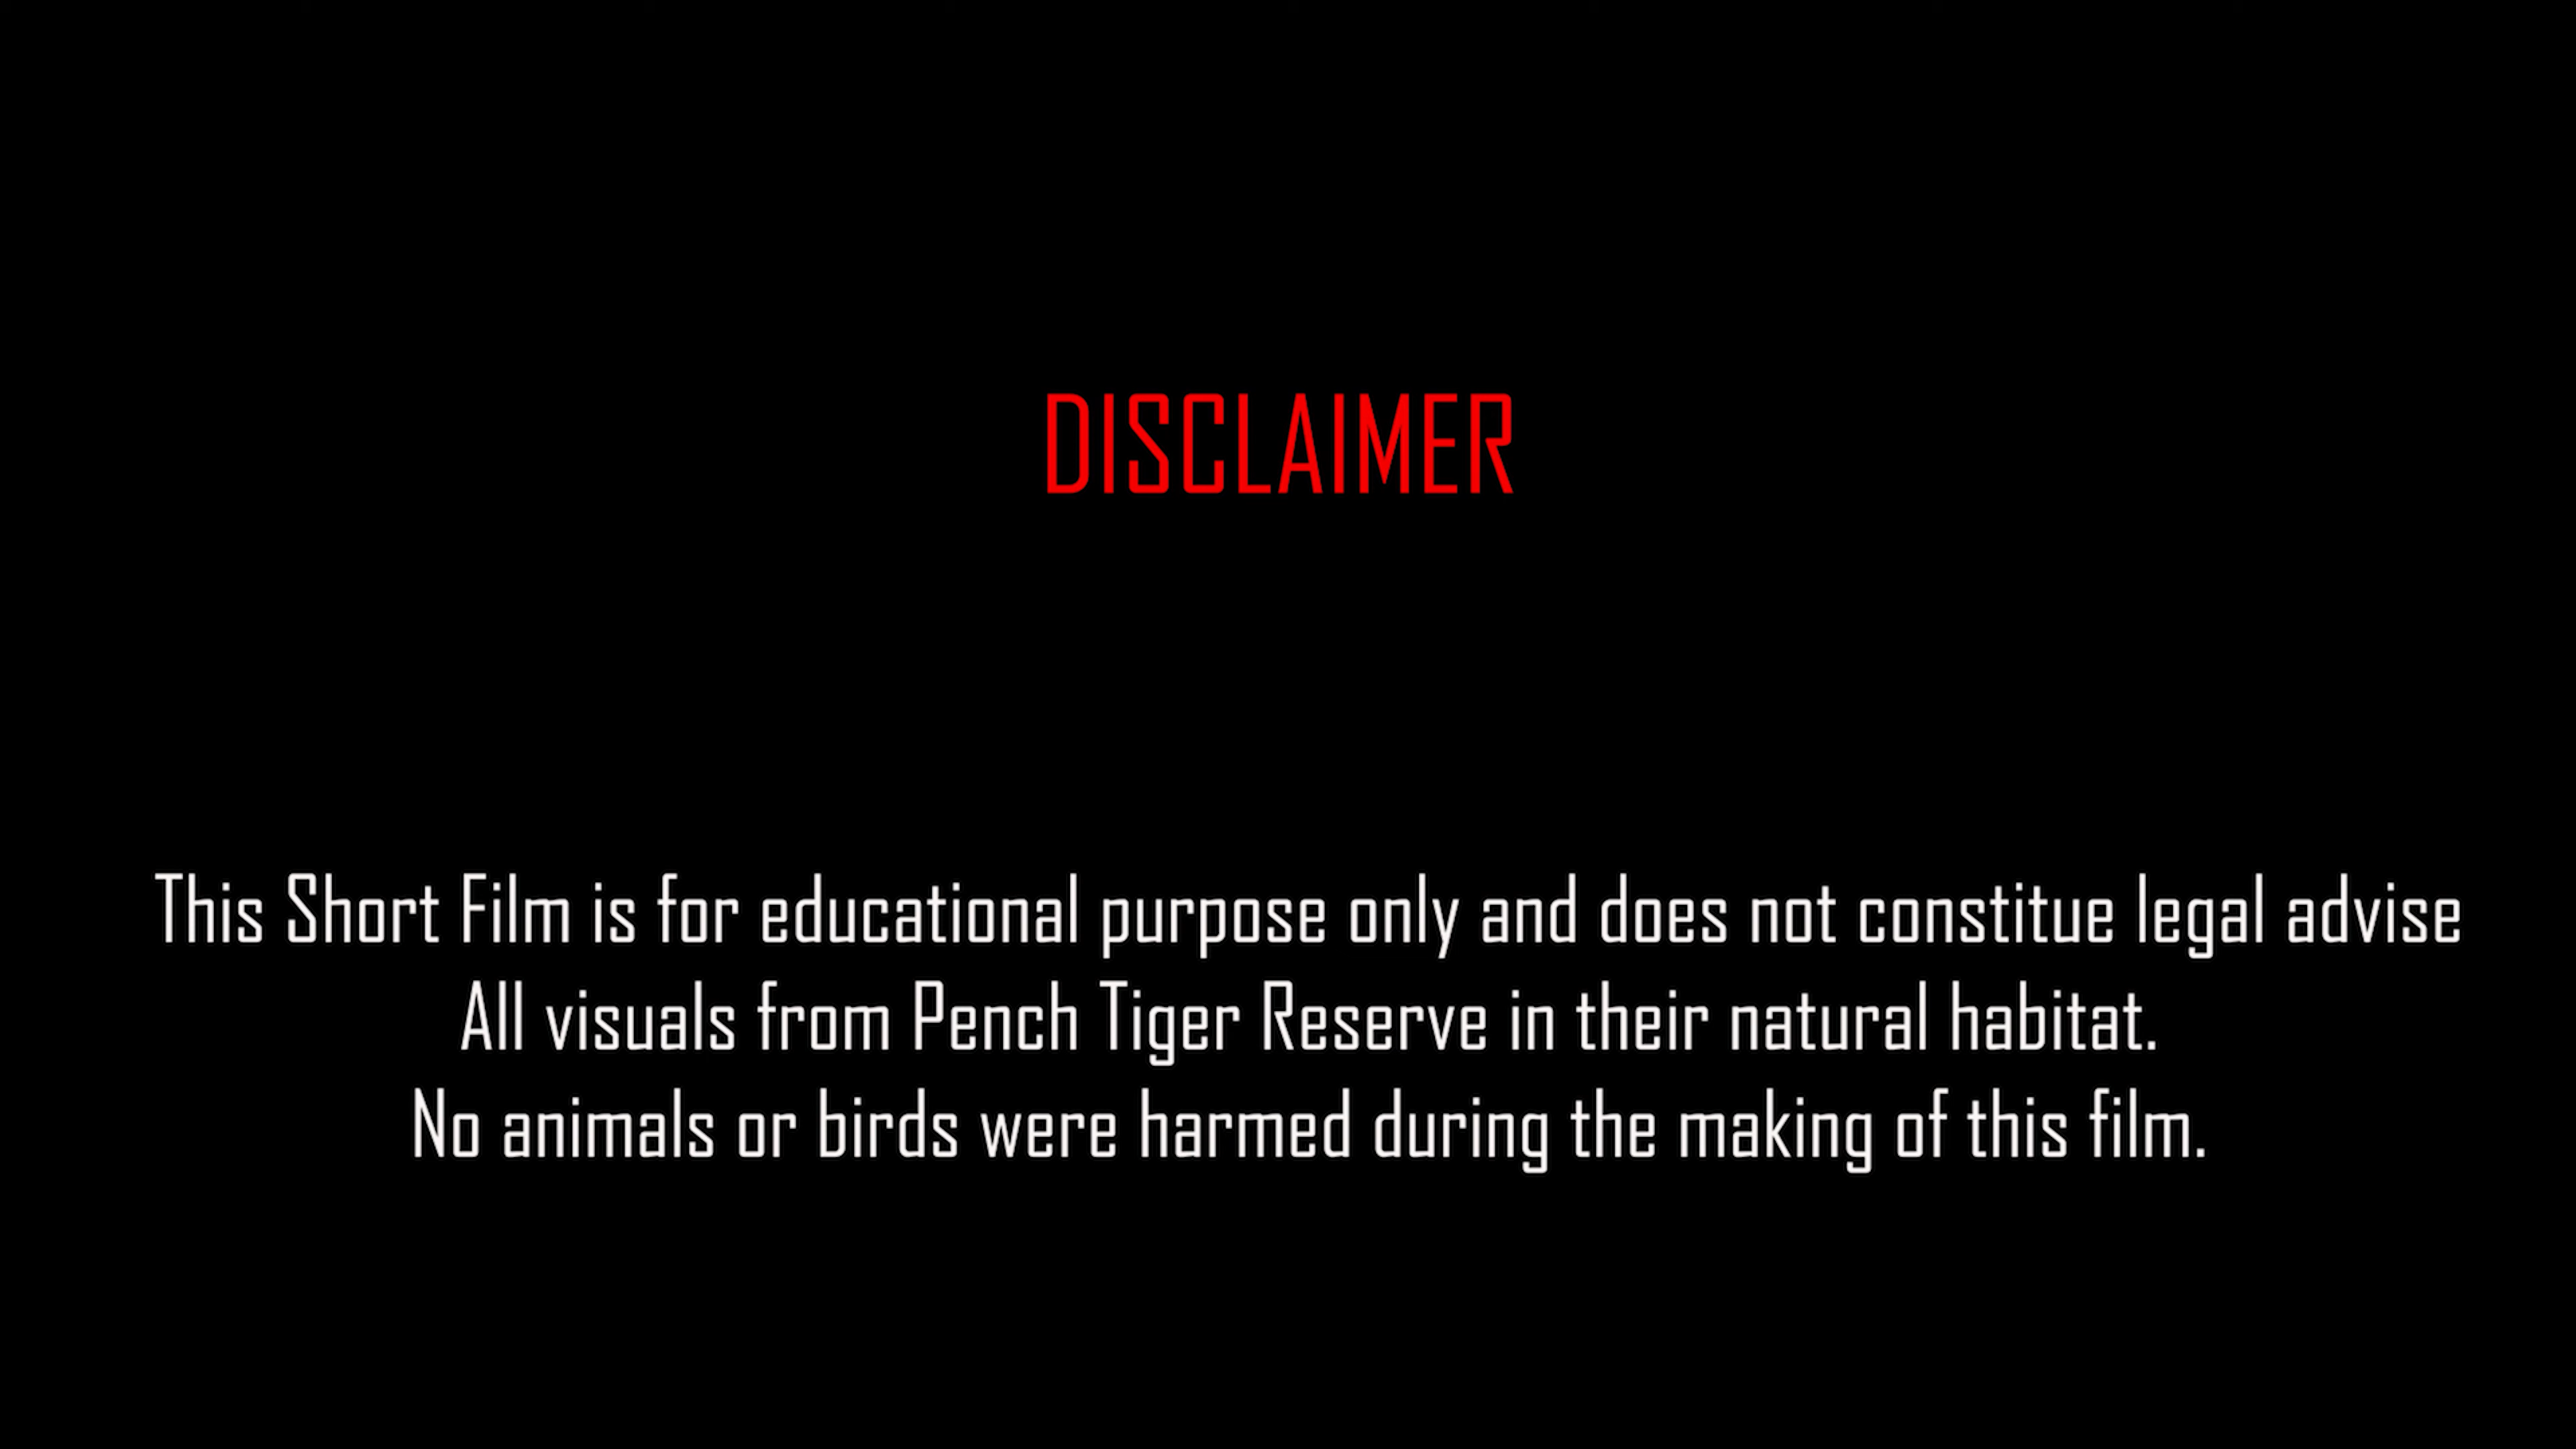 DISCLAIMER
This Short Film is for educational purpose only and does not constitue legal advise
All visuals from Pench Tiger Reserve in their natural habitat.
No animals or birds were harmed during the making of this film.